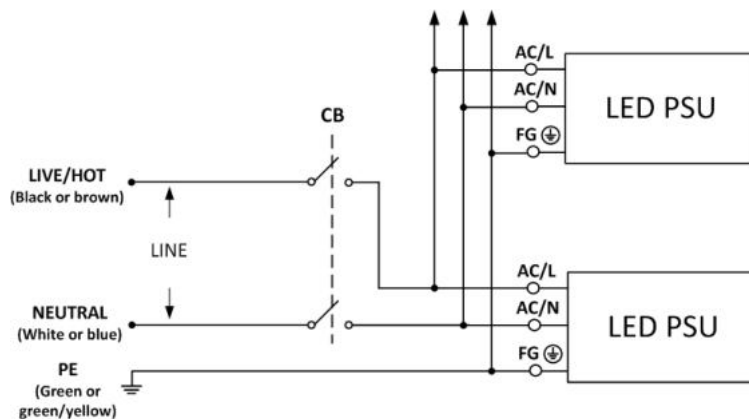 AC/L
AC/N
FG
LED PSU
CB
LIVE/HOT
(Black or brown)
LINE
NEUTRAL
(White or blue)
PE
(Green or
green/yellow)
AC/L
AC/N
FG
LED PSU